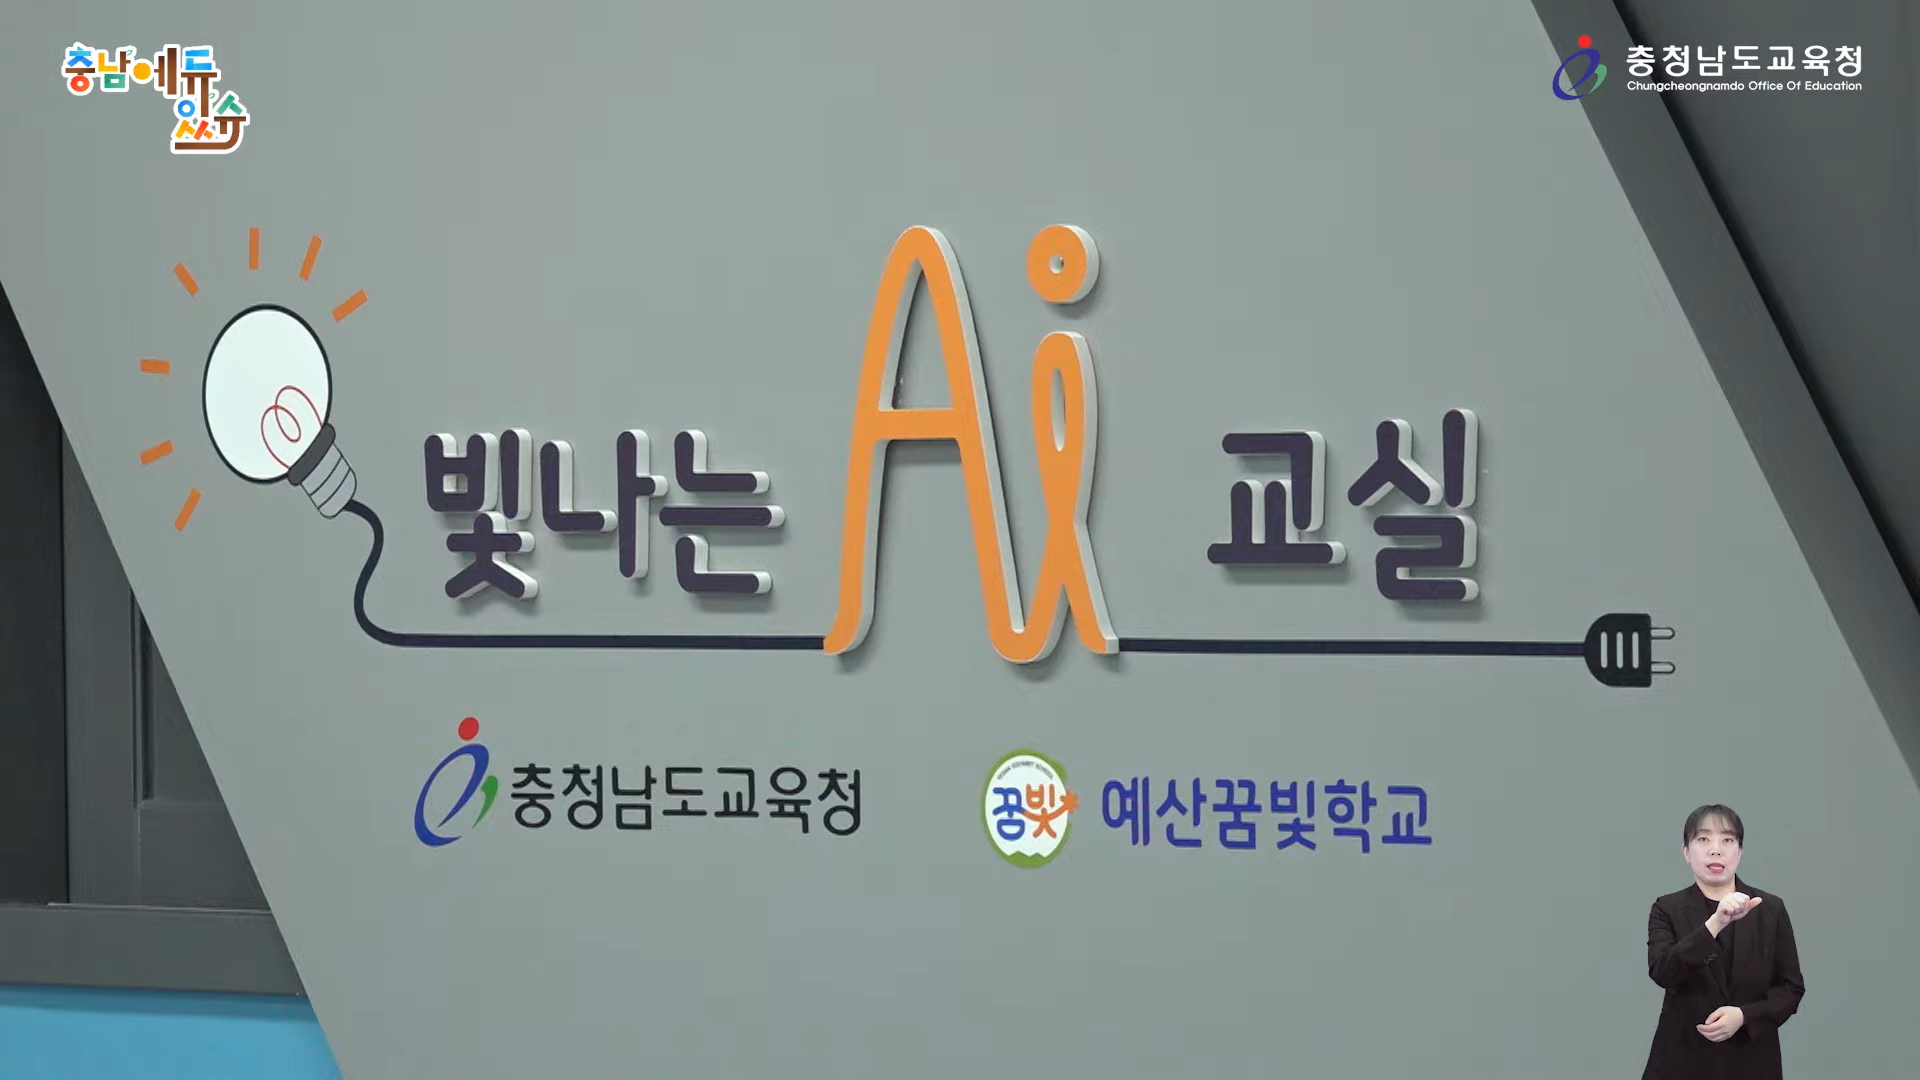 충남에듀
있슈
충청남도교육청
Chungcheongnamdo Office Of Education
빛나는 Ai 교실
충청남도교육청
꿈빛
예산꿈빛학교